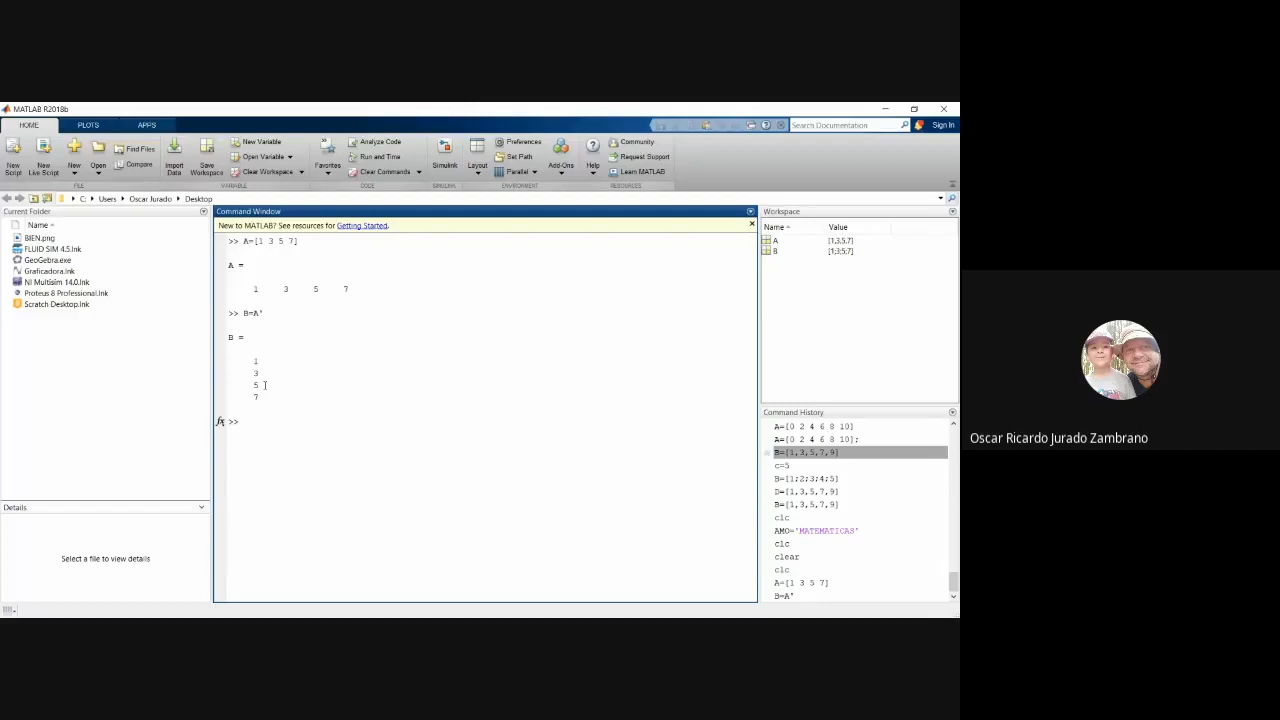 MATLAB R2018b
HOME
PLOTS
APPS
Search Documentation
Sign In
New Script
New Live Script
New
Open
Find Files
Compare
Import Data
Save Workspace
New Variable
Open Variable
Clear Workspace
Favorites
Analyze Code
Run and Time
Clear Commands
Simulink
Layout
Preferences
Set Path
Parallel
Add-Ons
Help
Community
Request Support
Learn MATLAB
FILE
VARIABLE
CODE
SIMULINK
ENVIRONMENT
RESOURCES
C: Users Oscar Jurado Desktop
Current Folder
Name
BIEN.png
FLUID SIM 4.5.lnk
GeoGebra.exe
Graficadora.lnk
NI Multisim 14.0.lnk
Proteus 8 Professional.lnk
Scratch Desktop.lnk
Details
Select a file to view details
Command Window
New to MATLAB? See resources for Getting Started.
>> A=[1 3 5 7]
A =
1 3 5 7
>> B=A'
B =
1
3
5
7
fx >>
Workspace
Name Value
A [1,3,5,7]
B [1;3;5;7]
Command History
A=[0 2 4 6 8 10]
A=[0 2 4 6 8 10];
B=[1,3,5,7,9]
c=5
B=[1;2;3;4;5]
D=[1,3,5,7,9]
B=[1,3,5,7,9]
clc
AMO='MATEMATICAS'
clc
clear
clc
A=[1 3 5 7]
B=A'
Oscar Ricardo Jurado Zambrano